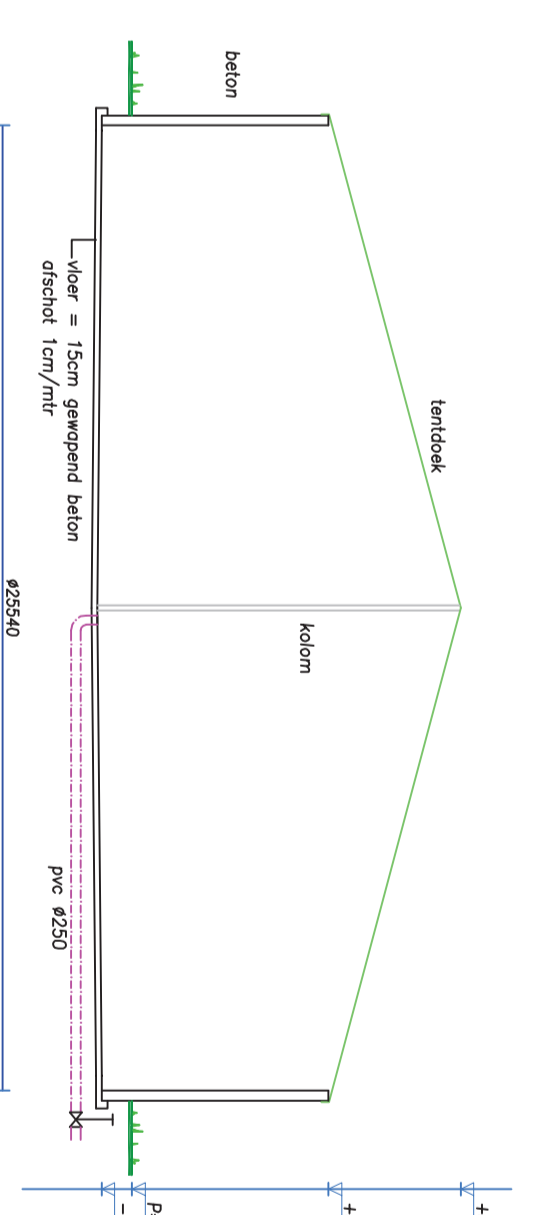 beton
tentdoek
kolom
vloer = 15cm gewapend beton
afschot 1cm/mtr
pvc ø250
ø25540
+
+
-